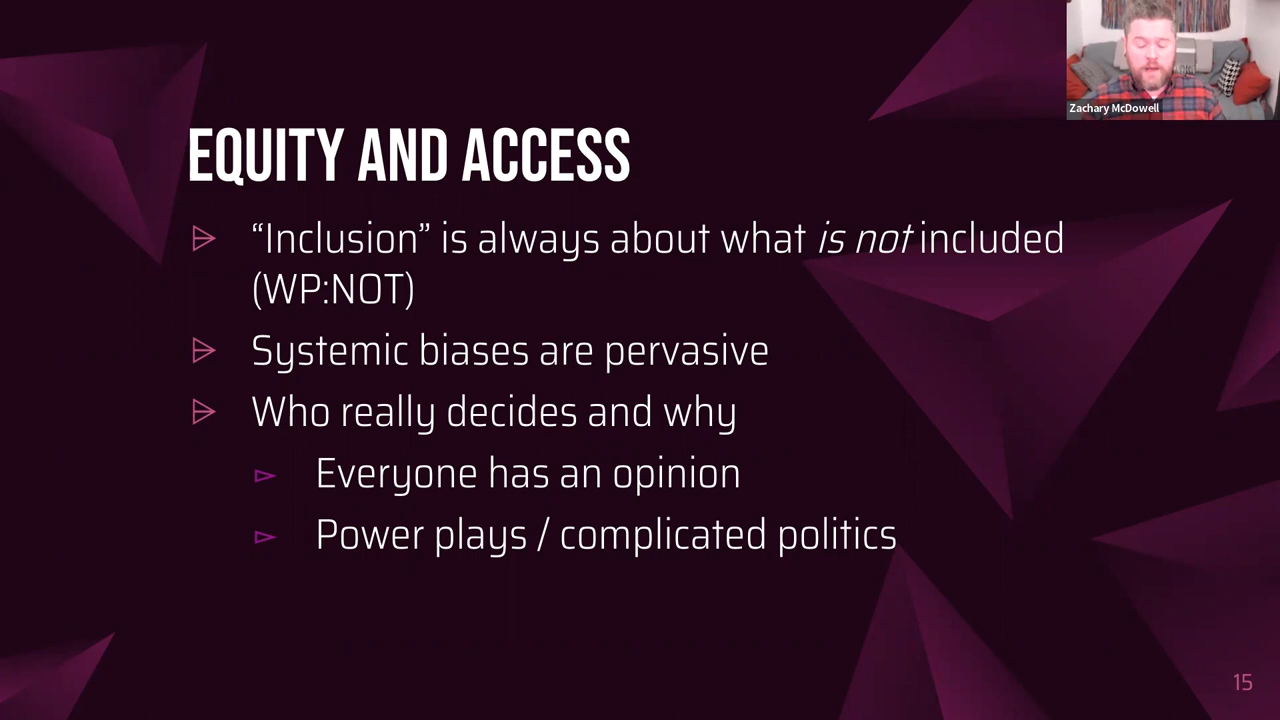 Zachary McDowell
EQUITY AND ACCESS
“Inclusion” is always about what is not included
(WP:NOT)
Systemic biases are pervasive
Who really decides and why
Everyone has an opinion
Power plays / complicated politics
15